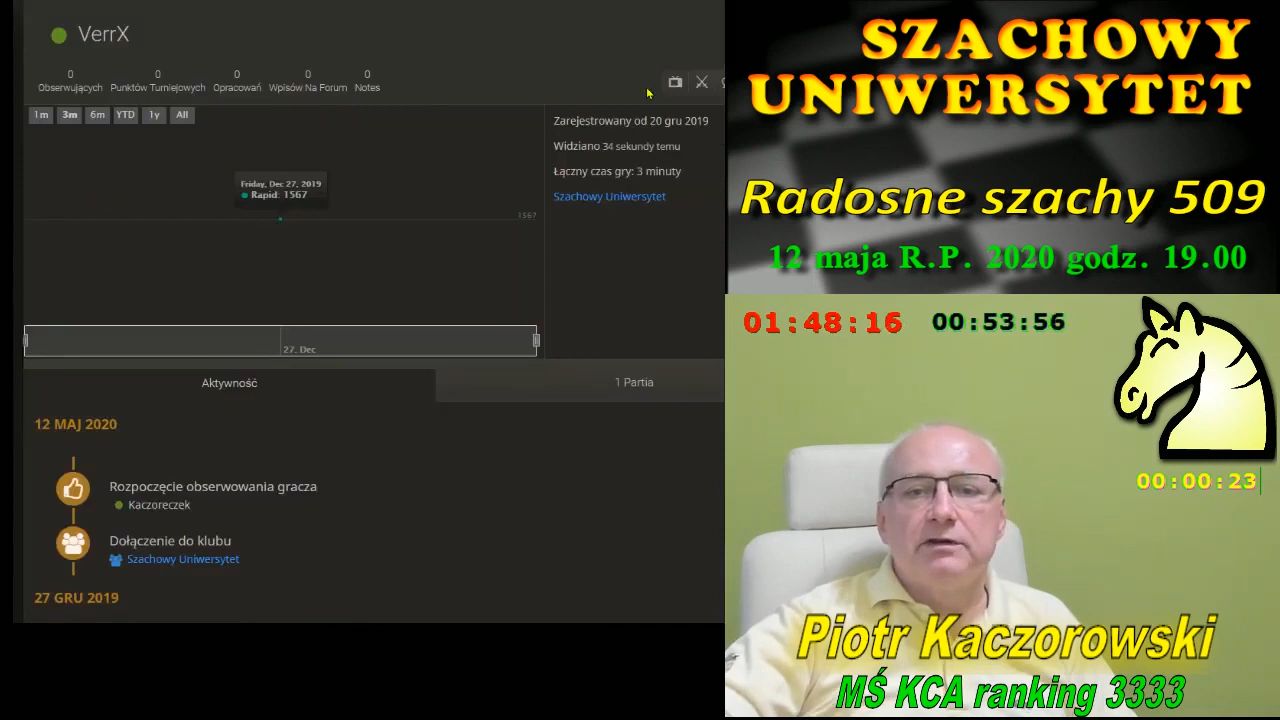 VerrX
0 0 0 0 0
Obserwujących Punktów Turniejowych Opracowań Wpisów Na Forum Notes
1m 3m 6m YTD 1y All
Friday, Dec 27, 2019
Rapid: 1567
1567
27. Dec
Zarejestrowany od 20 gru 2019
Widziano 34 sekundy temu
Łączny czas gry: 3 minuty
Szachowy Uniwersytet
Aktywność
1 Partia
12 MAJ 2020
Rozpoczęcie obserwowania gracza
Kaczoreczek
Dołączenie do klubu
Szachowy Uniwersytet
27 GRU 2019
SZACHOWY
UNIWERSYTET
Radosne szachy 509
12 maja R.P. 2020 godz. 19.00
01:48:16 00:53:56
00:00:23
Piotr Kaczorowski
MŚ KCA ranking 3333